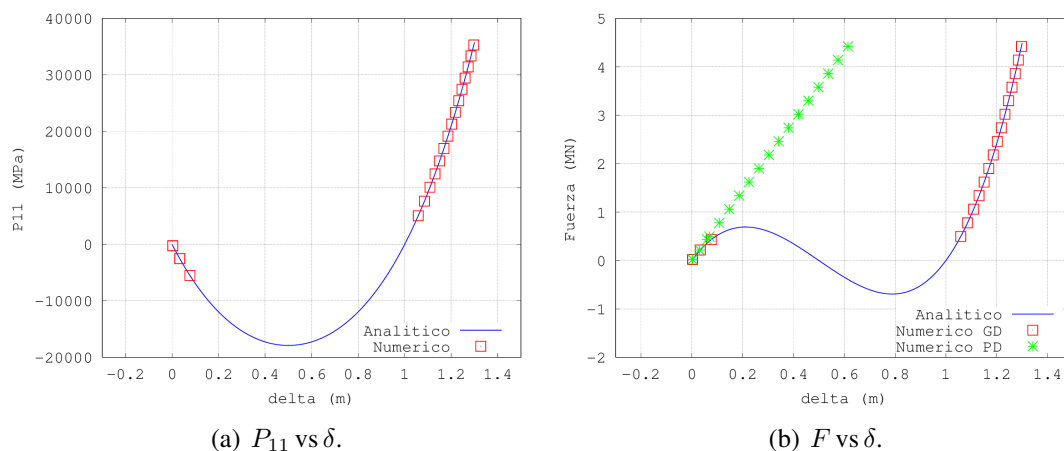 40000
30000
20000
10000
0
−10000
−20000
P11 (MPa)
Analitico
Numerico
−0.2 0 0.2 0.4 0.6 0.8 1 1.2 1.4
delta (m)
(a) P₁₁ vs δ.
5
4
3
2
1
0
−1
−2
Fuerza (MN)
Analitico
Numerico GD
Numerico PD
−0.2 0 0.2 0.4 0.6 0.8 1 1.2 1.4
delta (m)
(b) F vs δ.